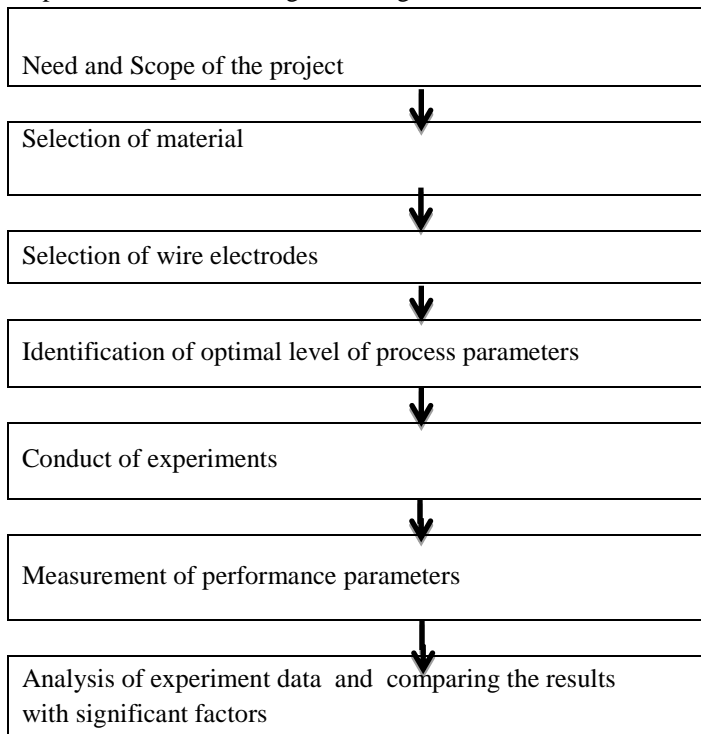 Need and Scope of the project
Selection of material
Selection of wire electrodes
Identification of optimal level of process parameters
Conduct of experiments
Measurement of performance parameters
Analysis of experiment data and comparing the results
with significant factors